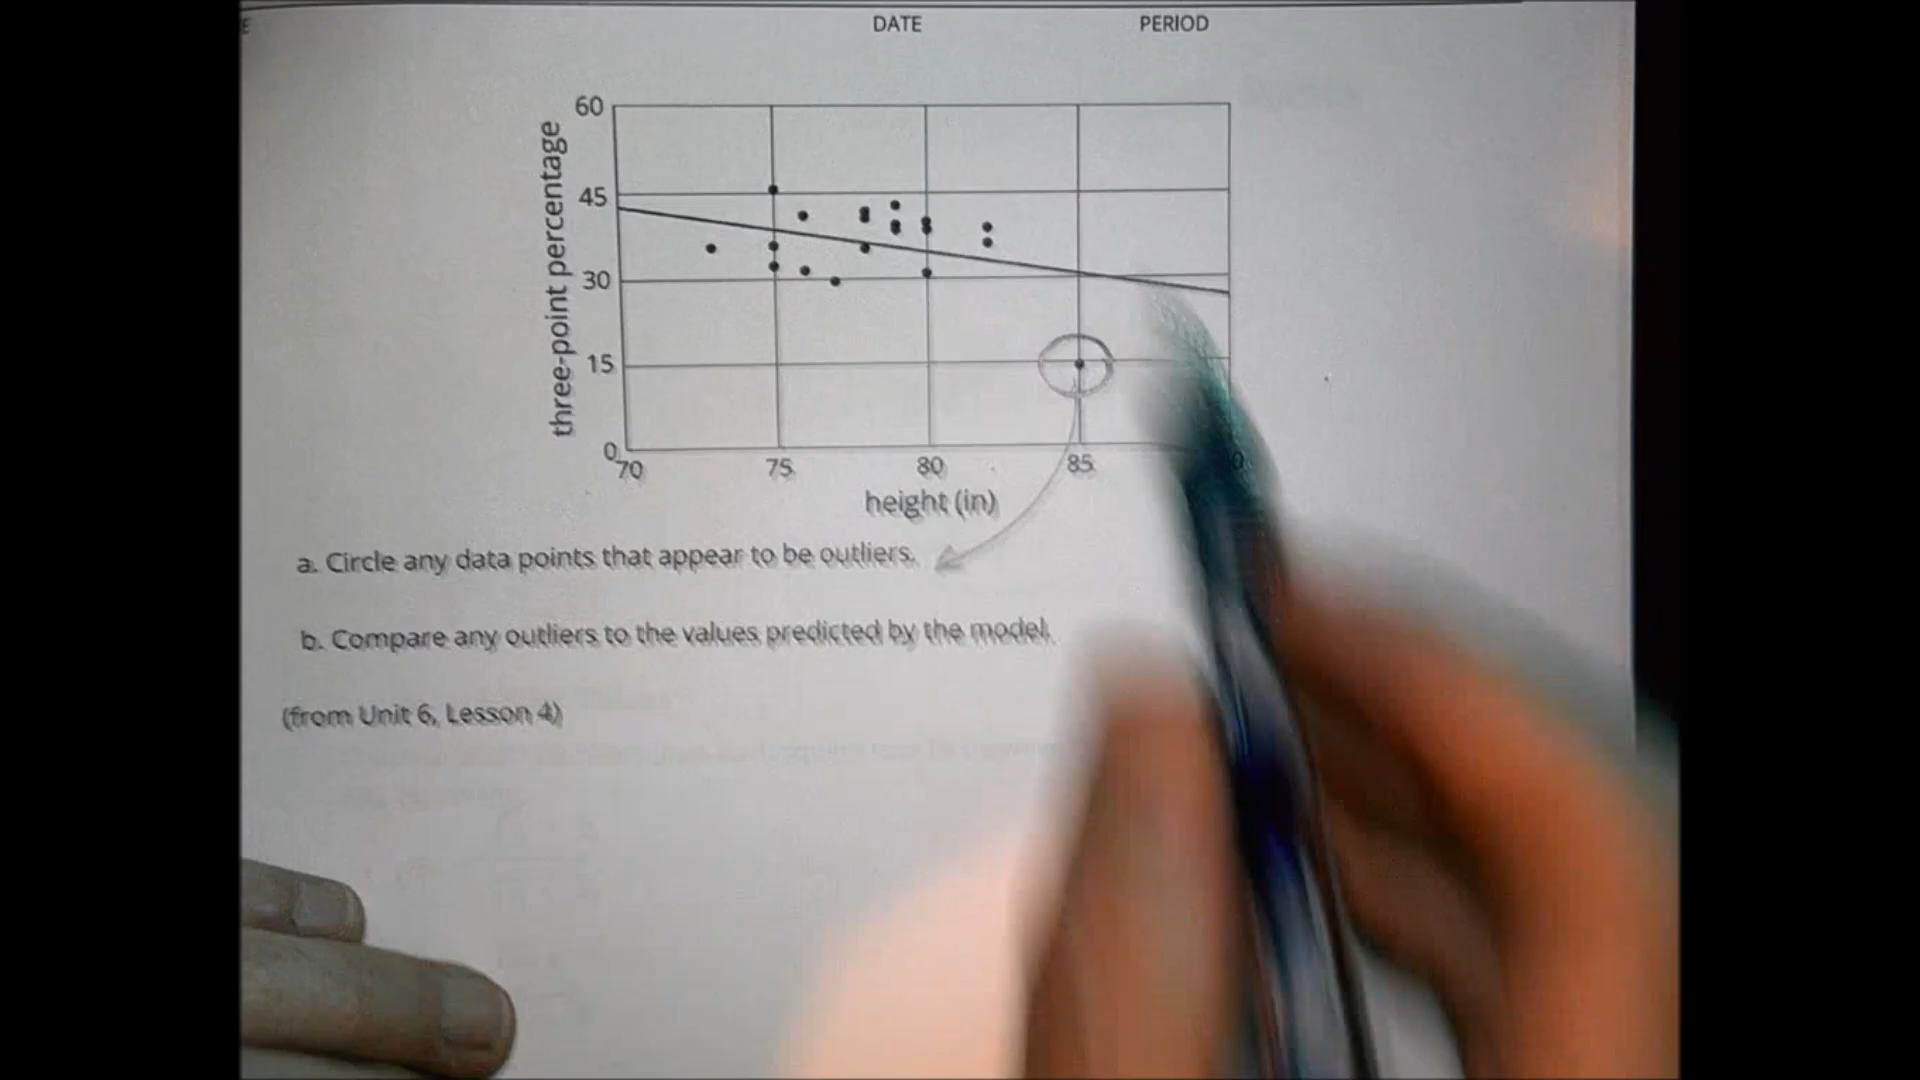 DATE PERIOD
three-point percentage
60
45
30
15
0
70 75 80 85
height (in)
a. Circle any data points that appear to be outliers.
b. Compare any outliers to the values predicted by the model.
(from Unit 6, Lesson 4)